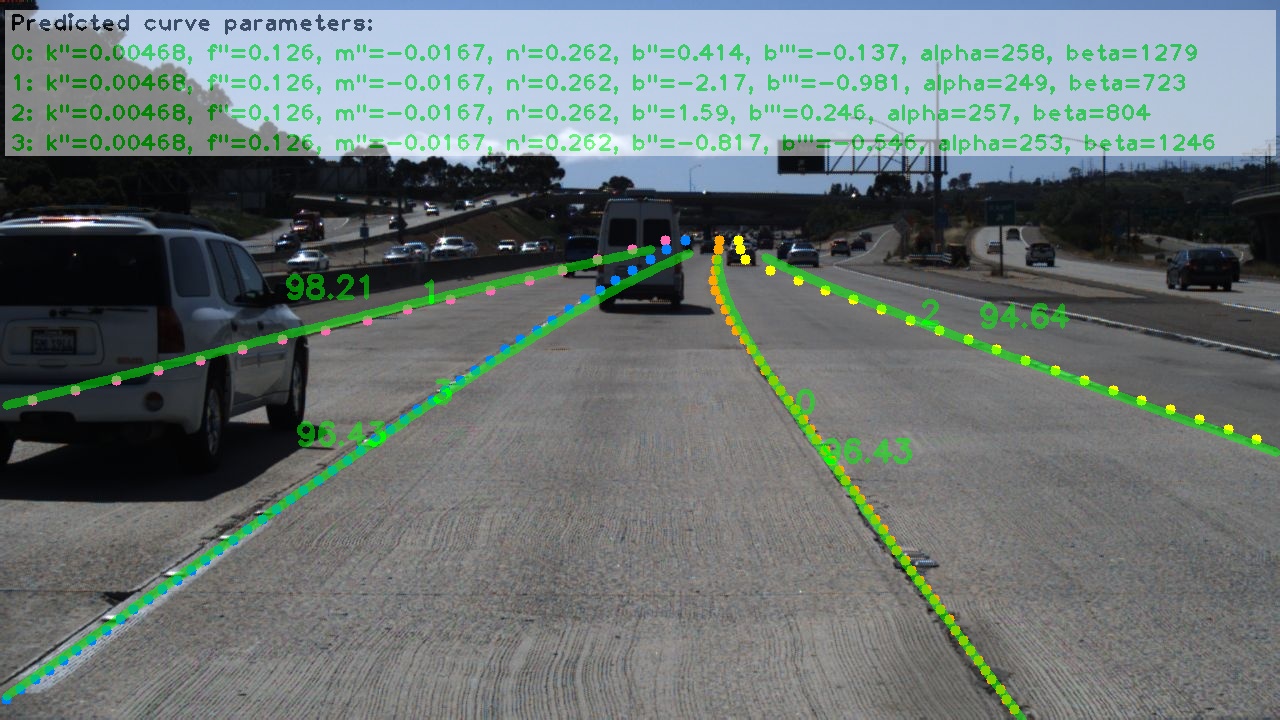 Predicted curve parameters:
0: k''=0.00468, f''=0.126, m''=-0.0167, n'=0.262, b''=0.414, b'''=-0.137, alpha=258, beta=1279
1: k''=0.00468, f''=0.126, m''=-0.0167, n'=0.262, b''=-2.17, b'''=-0.981, alpha=249, beta=723
2: k''=0.00468, f''=0.126, m''=-0.0167, n'=0.262, b''=1.59, b'''=0.246, alpha=257, beta=804
3: k''=0.00468, f''=0.126, m''=-0.0167, n'=0.262, b''=-0.817, b'''=-0.546, alpha=253, beta=1246
98.21
1
2
94.64
3
0
96.43
96.43